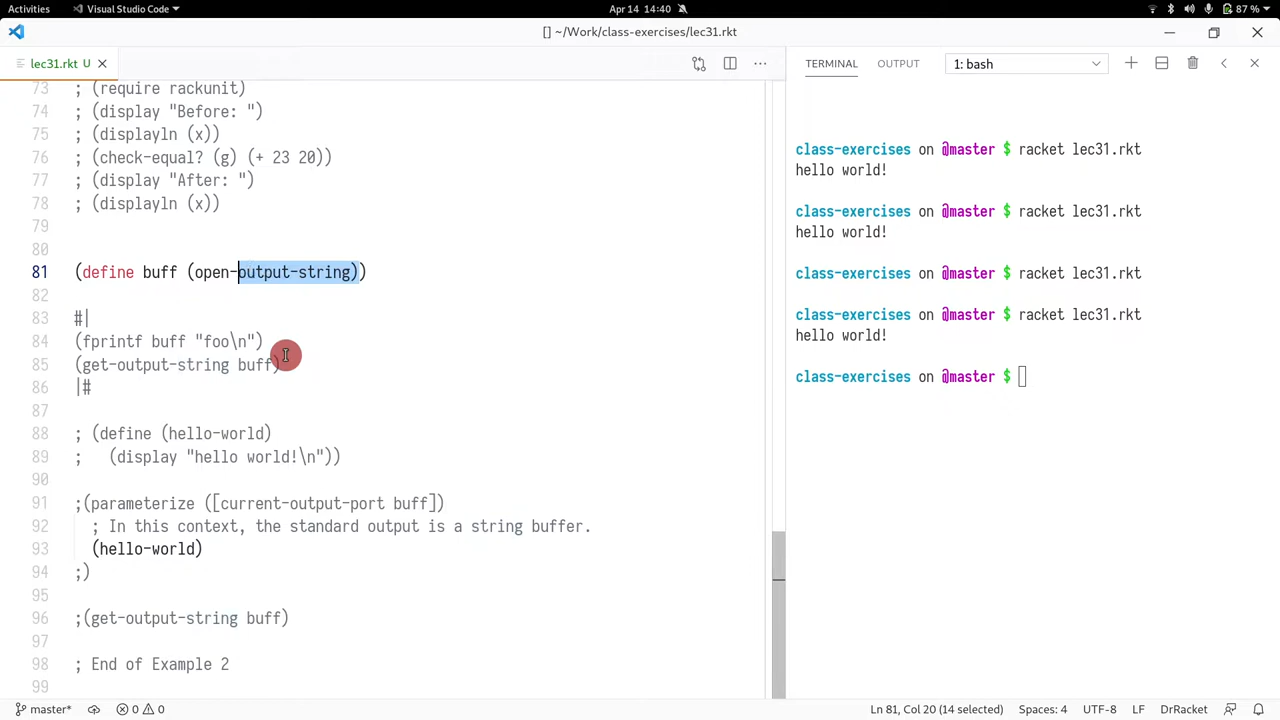 Activities
Visual Studio Code
Apr 14 14:40
87 %
[] ~/Work/class-exercises/lec31.rkt
lec31.rkt U
73 ; (require rackunit)
74 ; (display "Before: ")
75 ; (displayln (x))
76 ; (check-equal? (g) (+ 23 20))
77 ; (display "After: ")
78 ; (displayln (x))
79
80
81 (define buff (open-output-string))
82
83 #|
84 (fprintf buff "foo\n")
85 (get-output-string buff)
86 |#
87
88 ; (define (hello-world)
89 ;   (display "hello world!\n"))
90
91 ;(parameterize ([current-output-port buff])
92   ; In this context, the standard output is a string buffer.
93   (hello-world)
94 ;)
95
96 ;(get-output-string buff)
97
98 ; End of Example 2
99
TERMINAL
OUTPUT
1: bash
class-exercises on @master $ racket lec31.rkt
hello world!
class-exercises on @master $ racket lec31.rkt
hello world!
class-exercises on @master $ racket lec31.rkt
class-exercises on @master $ racket lec31.rkt
hello world!
class-exercises on @master $
master*
0
0
Ln 81, Col 20 (14 selected)
Spaces: 4
UTF-8
LF
DrRacket